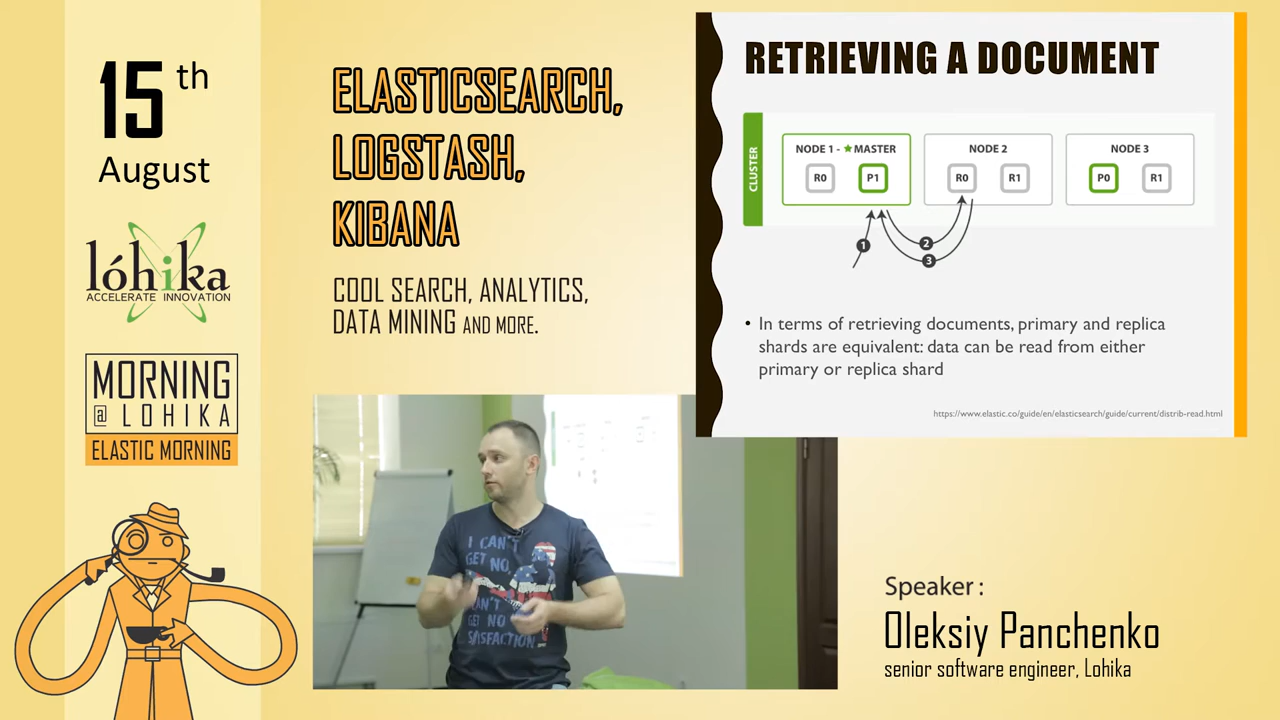 15th
August
lóhika
ACCELERATE INNOVATION
MORNING
@ LOHIKA
ELASTIC MORNING
ELASTICSEARCH,
LOGSTASH,
KIBANA
COOL SEARCH, ANALYTICS,
DATA MINING AND MORE.
RETRIEVING A DOCUMENT
CLUSTER
NODE 1 - ★ MASTER
R0 P1
NODE 2
R0 R1
NODE 3
P0 R1
1
2
3
• In terms of retrieving documents, primary and replica
shards are equivalent: data can be read from either
primary or replica shard
https://www.elastic.co/guide/en/elasticsearch/guide/current/distrib-read.html
I CAN'T
GET NO
CAN'T
GET NO
SATISFACTION
Speaker :
Oleksiy Panchenko
senior software engineer, Lohika